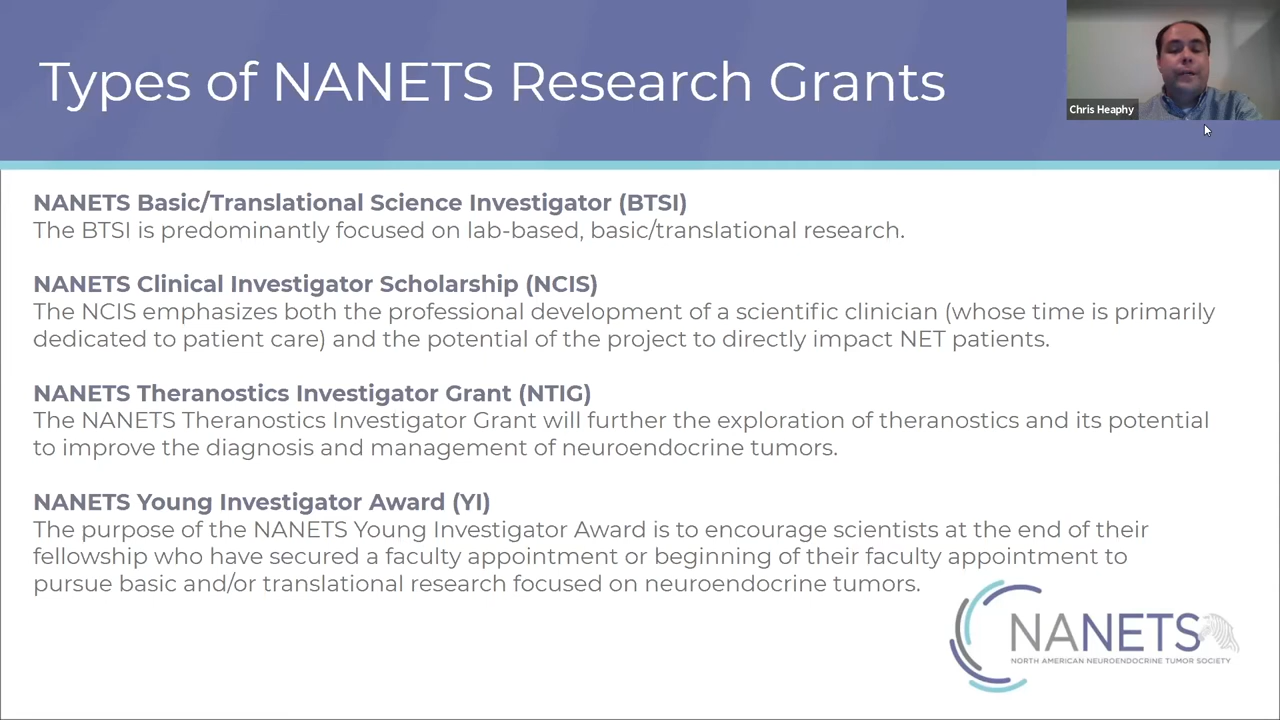 Types of NANETS Research Grants
Chris Heaphy
NANETS Basic/Translational Science Investigator (BTSI)
The BTSI is predominantly focused on lab-based, basic/translational research.
NANETS Clinical Investigator Scholarship (NCIS)
The NCIS emphasizes both the professional development of a scientific clinician (whose time is primarily
dedicated to patient care) and the potential of the project to directly impact NET patients.
NANETS Theranostics Investigator Grant (NTIG)
The NANETS Theranostics Investigator Grant will further the exploration of theranostics and its potential
to improve the diagnosis and management of neuroendocrine tumors.
NANETS Young Investigator Award (YI)
The purpose of the NANETS Young Investigator Award is to encourage scientists at the end of their
fellowship who have secured a faculty appointment or beginning of their faculty appointment to
pursue basic and/or translational research focused on neuroendocrine tumors.
NANETS
NORTH AMERICAN NEUROENDOCRINE TUMOR SOCIETY